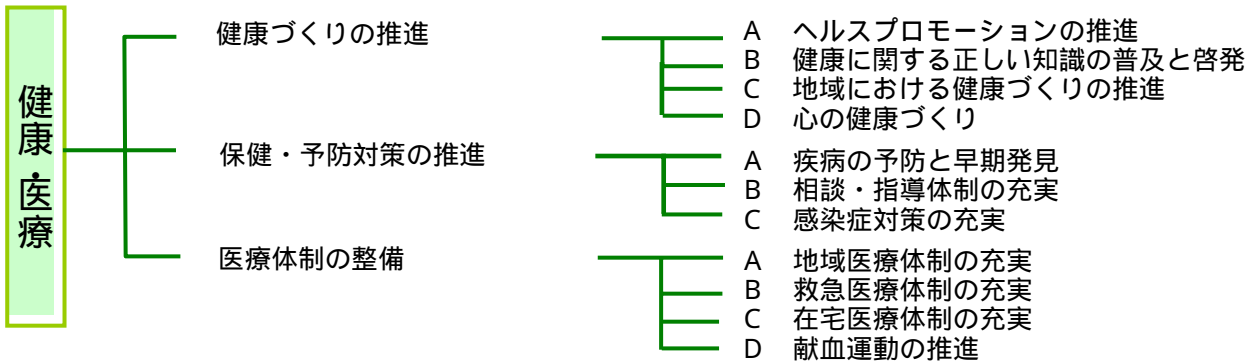 健康・医療
健康づくりの推進
A ヘルスプロモーションの推進
B 健康に関する正しい知識の普及と啓発
C 地域における健康づくりの推進
D 心の健康づくり
保健・予防対策の推進
A 疾病の予防と早期発見
B 相談・指導体制の充実
C 感染症対策の充実
医療体制の整備
A 地域医療体制の充実
B 救急医療体制の充実
C 在宅医療体制の充実
D 献血運動の推進